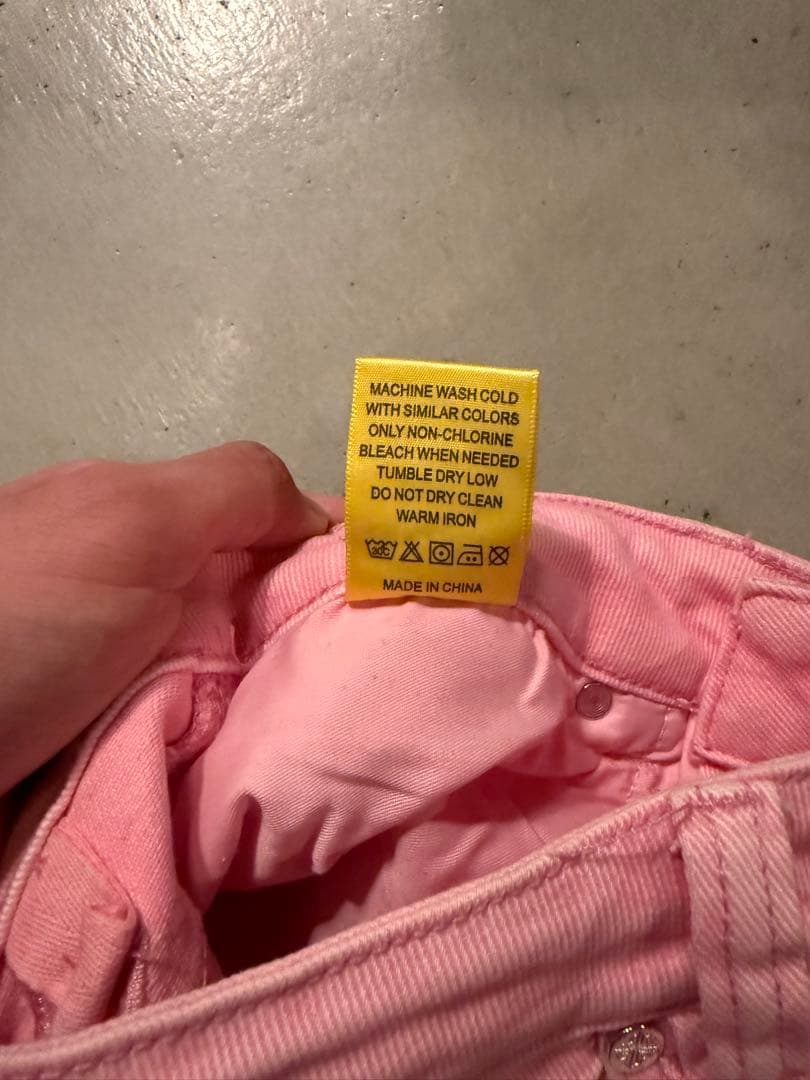 MACHINE WASH COLD
WITH SIMILAR COLORS
ONLY NON-CHLORINE
BLEACH WHEN NEEDED
TUMBLE DRY LOW
DO NOT DRY CLEAN
WARM IRON
30C
MADE IN CHINA